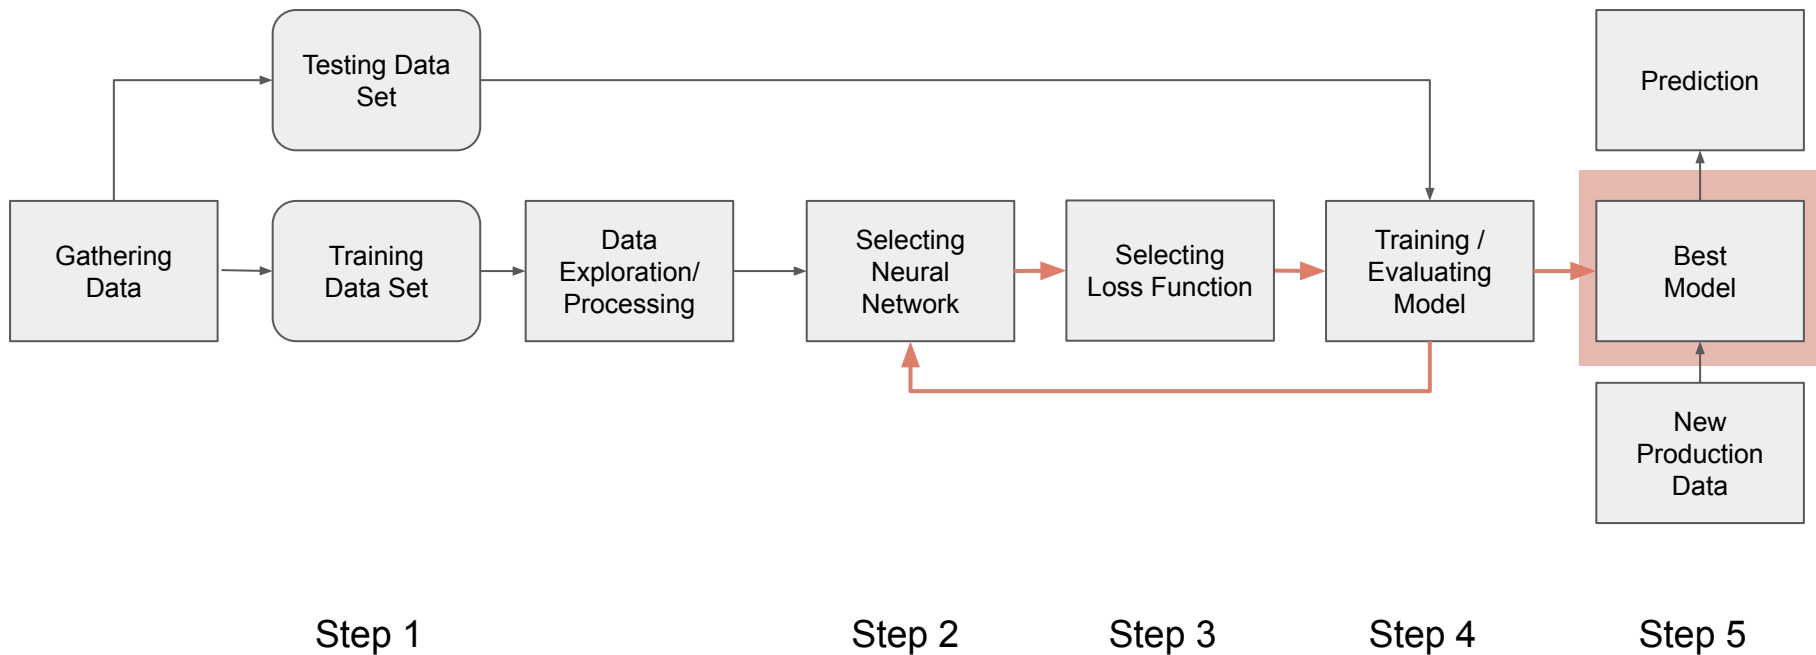 Testing Data
Set
Prediction
Gathering
Data
Training
Data Set
Data
Exploration/
Processing
Selecting
Neural
Network
Selecting
Loss Function
Training /
Evaluating
Model
Best
Model
New
Production
Data
Step 1
Step 2
Step 3
Step 4
Step 5